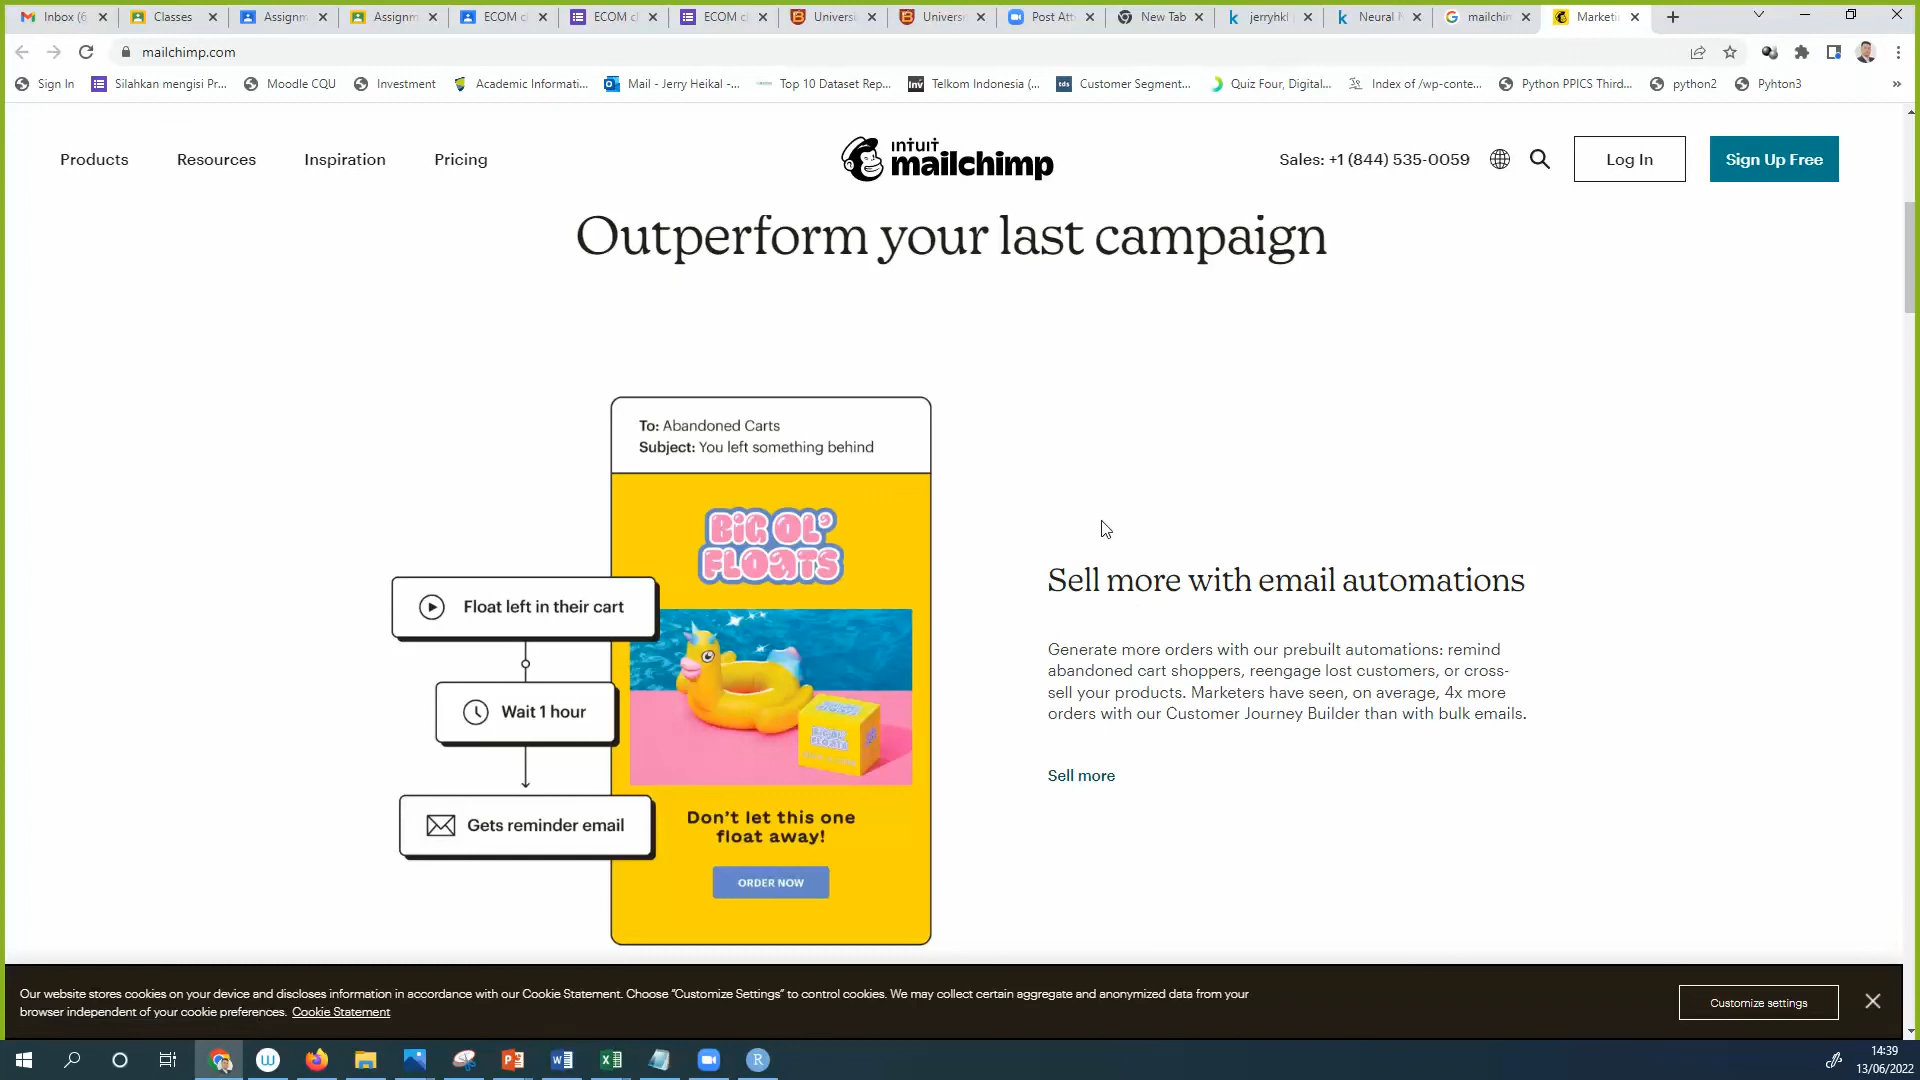 Inbox (6
Classes
Assignm
Assignm
ECOM cl
ECOM cl
ECOM cl
Universi
Universi
Post Att
New Tab
jerryhkl
Neural N
mailchim
Marketi
mailchimp.com
Sign In
Silahkan mengisi Pr...
Moodle CQU
Investment
Academic Informati...
Mail - Jerry Heikal -...
Top 10 Dataset Rep...
Telkom Indonesia (...
Customer Segment...
Quiz Four, Digital...
Index of /wp-conte...
Python PPICS Third...
python2
Pyhton3
»
Products
Resources
Inspiration
Pricing
INTUIT
mailchimp
Sales: +1 (844) 535-0059
Log In
Sign Up Free
Outperform your last campaign
To: Abandoned Carts
Subject: You left something behind
BIG OL'
FLOATS
Float left in their cart
Wait 1 hour
Gets reminder email
BIG OL'
FLOATS
Don't let this one
float away!
ORDER NOW
Sell more with email automations
Generate more orders with our prebuilt automations: remind
abandoned cart shoppers, reengage lost customers, or cross-
sell your products. Marketers have seen, on average, 4x more
orders with our Customer Journey Builder than with bulk emails.
Sell more
Our website stores cookies on your device and discloses information in accordance with our Cookie Statement. Choose "Customize Settings" to control cookies. We may collect certain aggregate and anonymized data from your
browser independent of your cookie preferences. Cookie Statement
Customize settings
14:39
13/06/2022